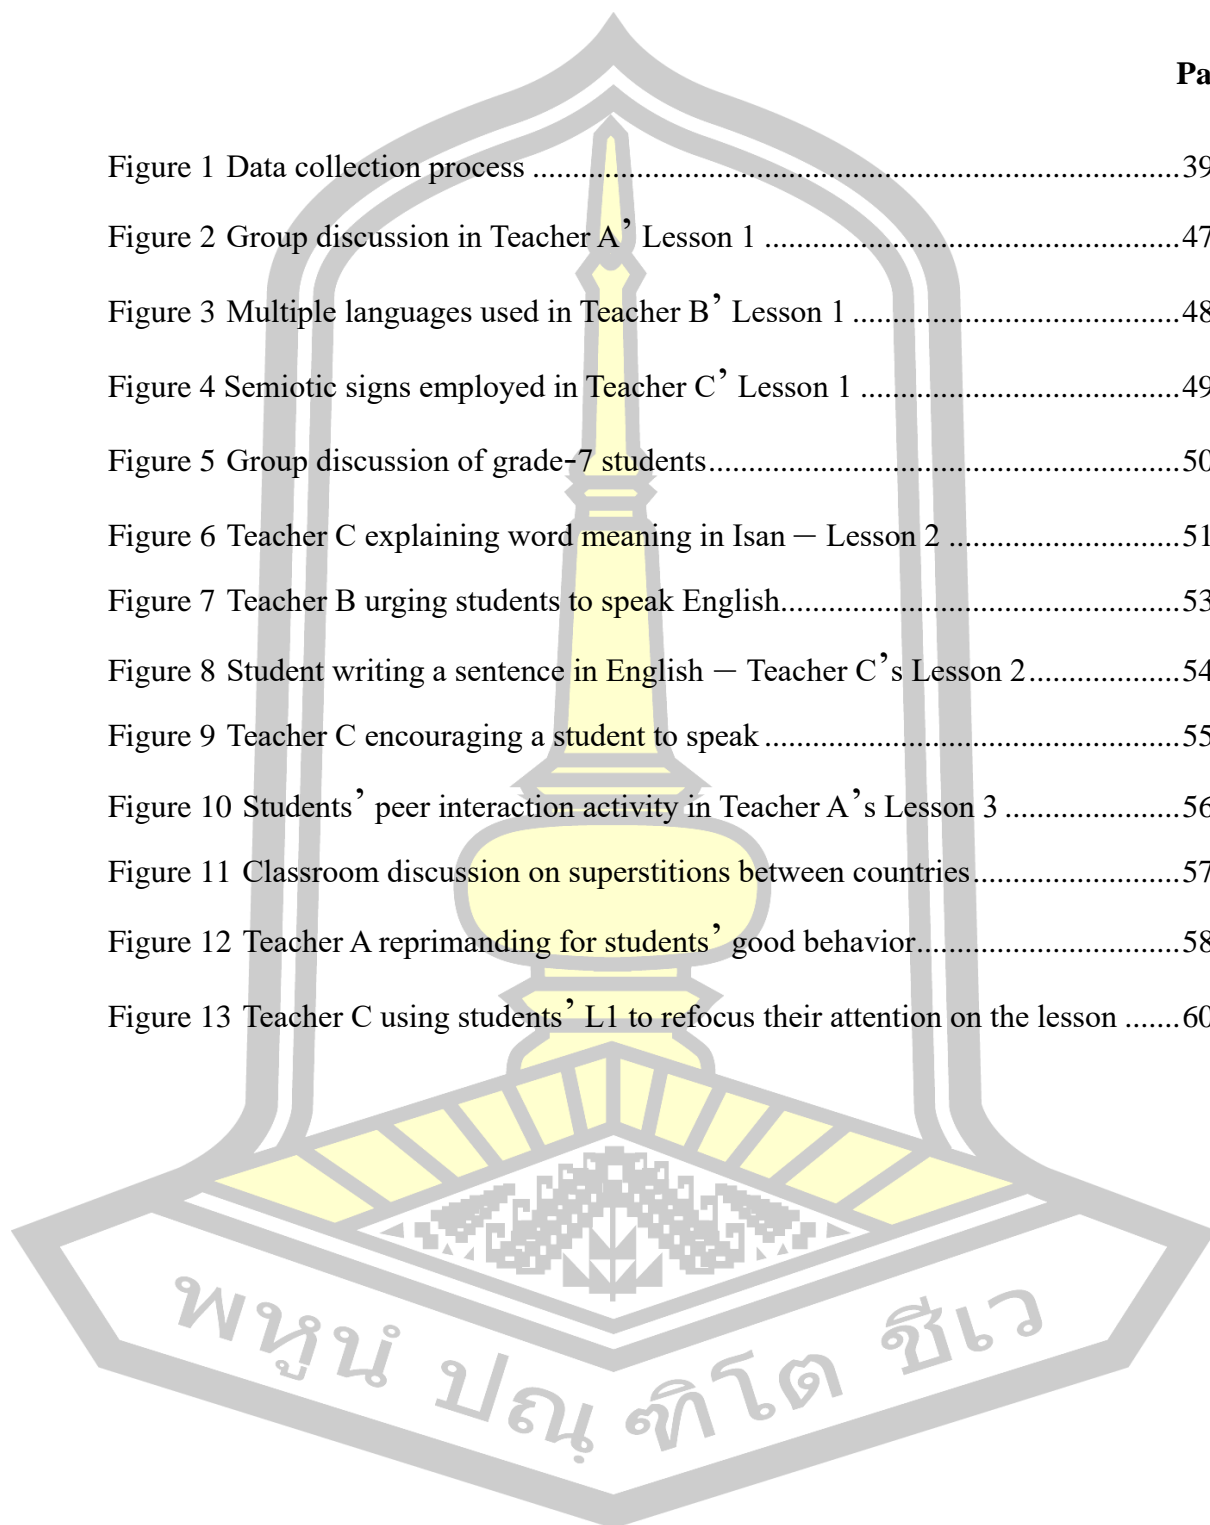 Pa
Figure 1 Data collection process ................................................................................39
Figure 2 Group discussion in Teacher A’ Lesson 1 ...................................................47
Figure 3 Multiple languages used in Teacher B’ Lesson 1 ........................................48
Figure 4 Semiotic signs employed in Teacher C’ Lesson 1 .......................................49
Figure 5 Group discussion of grade-7 students..........................................................50
Figure 6 Teacher C explaining word meaning in Isan – Lesson 2 ............................51
Figure 7 Teacher B urging students to speak English.................................................53
Figure 8 Student writing a sentence in English – Teacher C’s Lesson 2...................54
Figure 9 Teacher C encouraging a student to speak ...................................................55
Figure 10 Students’ peer interaction activity in Teacher A’s Lesson 3 .....................56
Figure 11 Classroom discussion on superstitions between countries.........................57
Figure 12 Teacher A reprimanding for students’ good behavior................................58
Figure 13 Teacher C using students’ L1 to refocus their attention on the lesson .......60
พหูนํ ปณฺฑิโต ชีเว